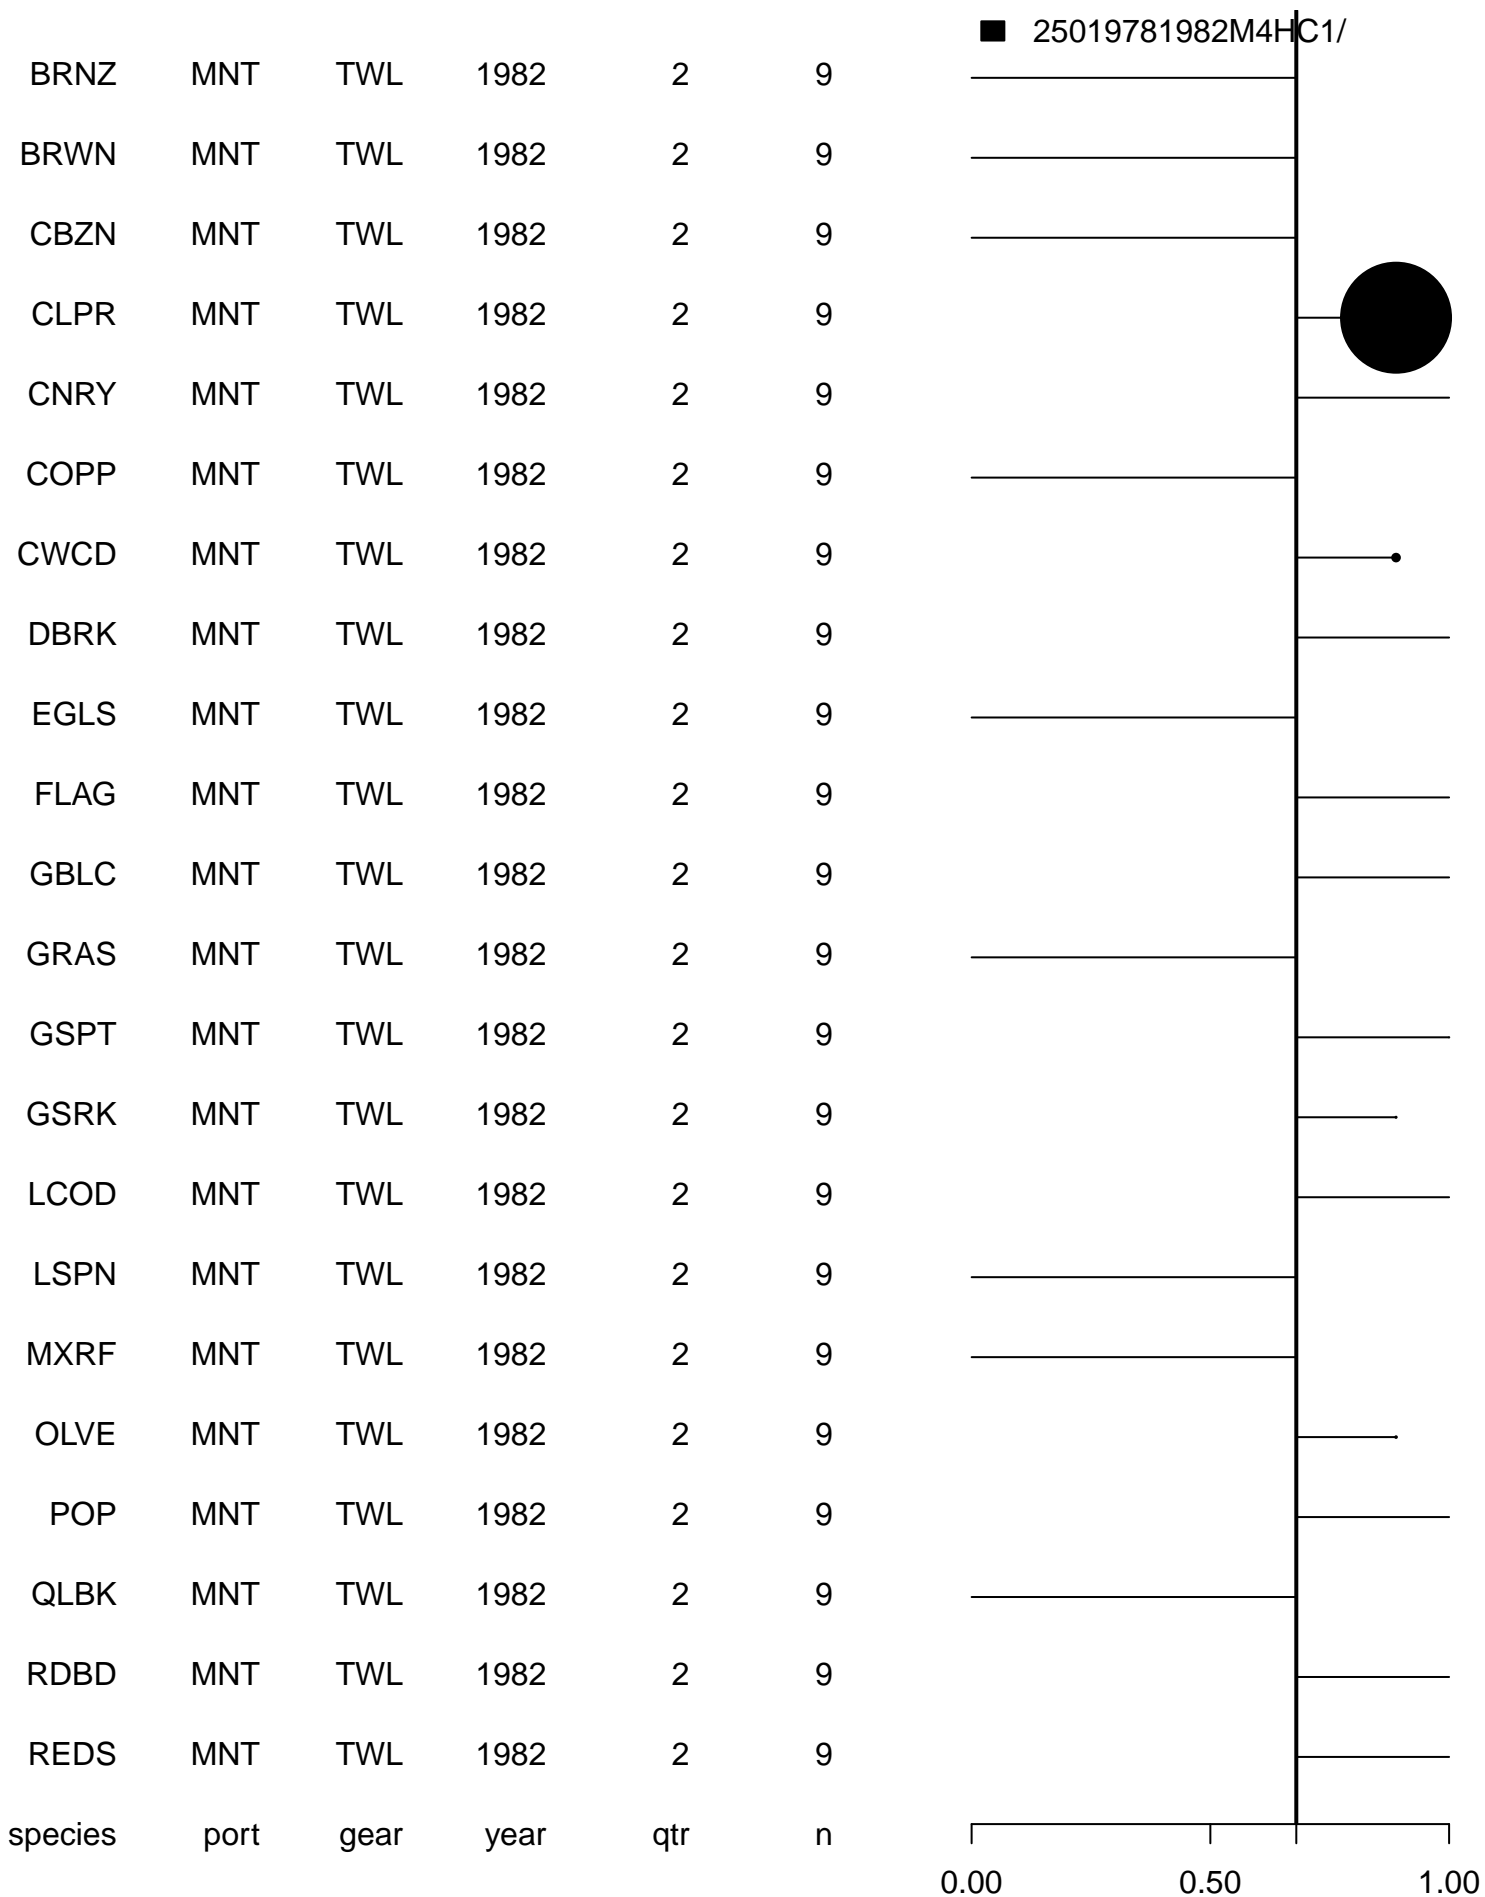 25019781982M4HC1/
BRNZ MNT TWL 1982 2 9
BRWN MNT TWL 1982 2 9
CBZN MNT TWL 1982 2 9
CLPR MNT TWL 1982 2 9
CNRY MNT TWL 1982 2 9
COPP MNT TWL 1982 2 9
CWCD MNT TWL 1982 2 9
DBRK MNT TWL 1982 2 9
EGLS MNT TWL 1982 2 9
FLAG MNT TWL 1982 2 9
GBLC MNT TWL 1982 2 9
GRAS MNT TWL 1982 2 9
GSPT MNT TWL 1982 2 9
GSRK MNT TWL 1982 2 9
LCOD MNT TWL 1982 2 9
LSPN MNT TWL 1982 2 9
MXRF MNT TWL 1982 2 9
OLVE MNT TWL 1982 2 9
POP MNT TWL 1982 2 9
QLBK MNT TWL 1982 2 9
RDBD MNT TWL 1982 2 9
REDS MNT TWL 1982 2 9
species port gear year qtr n
0.00 0.50 1.00